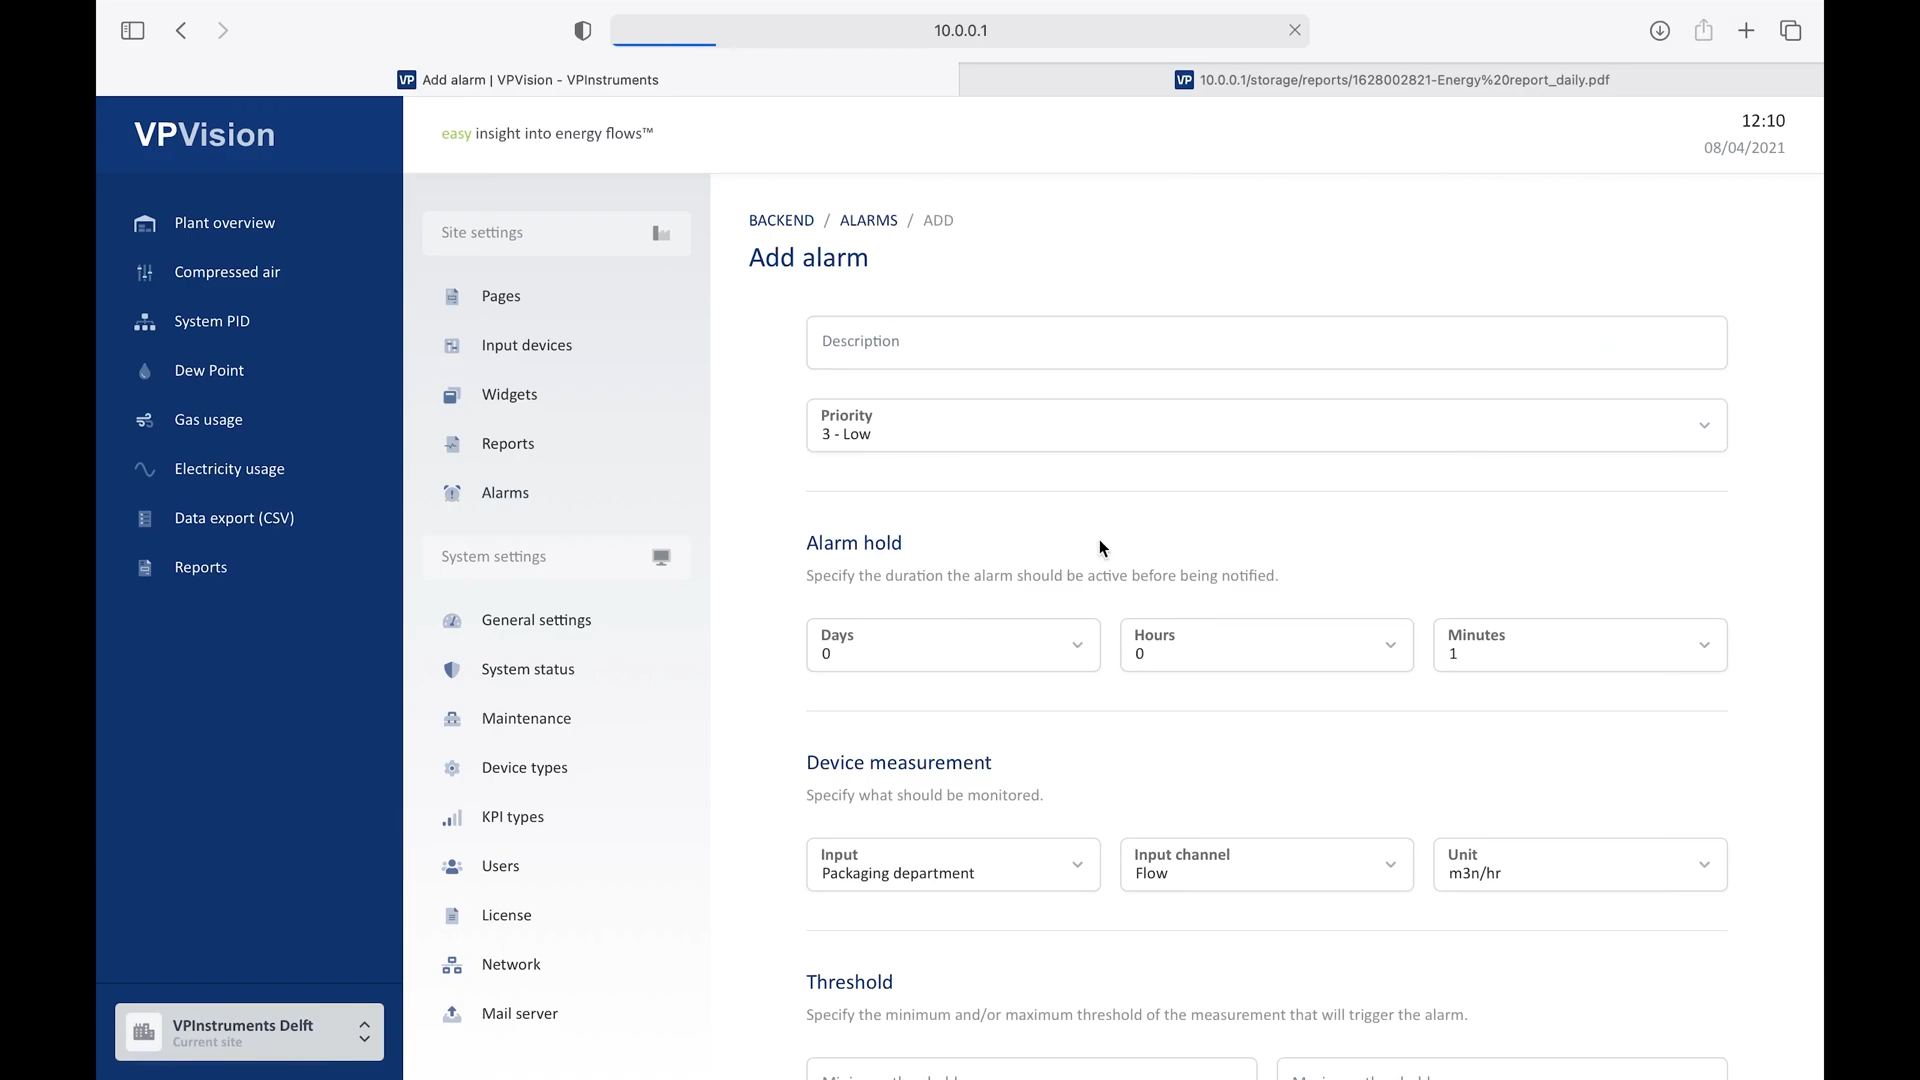 10.0.0.1
VP Add alarm | VPVision - VPInstruments
VP 10.0.0.1/storage/reports/1628002821-Energy%20report_daily.pdf
VPVision
easy insight into energy flows™
12:10
08/04/2021
Plant overview
Compressed air
System PID
Dew Point
Gas usage
Electricity usage
Data export (CSV)
Reports
VPInstruments Delft
Current site
Site settings
Pages
Input devices
Widgets
Reports
Alarms
System settings
General settings
System status
Maintenance
Device types
KPI types
Users
License
Network
Mail server
BACKEND / ALARMS / ADD
Add alarm
Description
Priority
3 - Low
Alarm hold
Specify the duration the alarm should be active before being notified.
Days
0
Hours
0
Minutes
1
Device measurement
Specify what should be monitored.
Input
Packaging department
Input channel
Flow
Unit
m3n/hr
Threshold
Specify the minimum and/or maximum threshold of the measurement that will trigger the alarm.